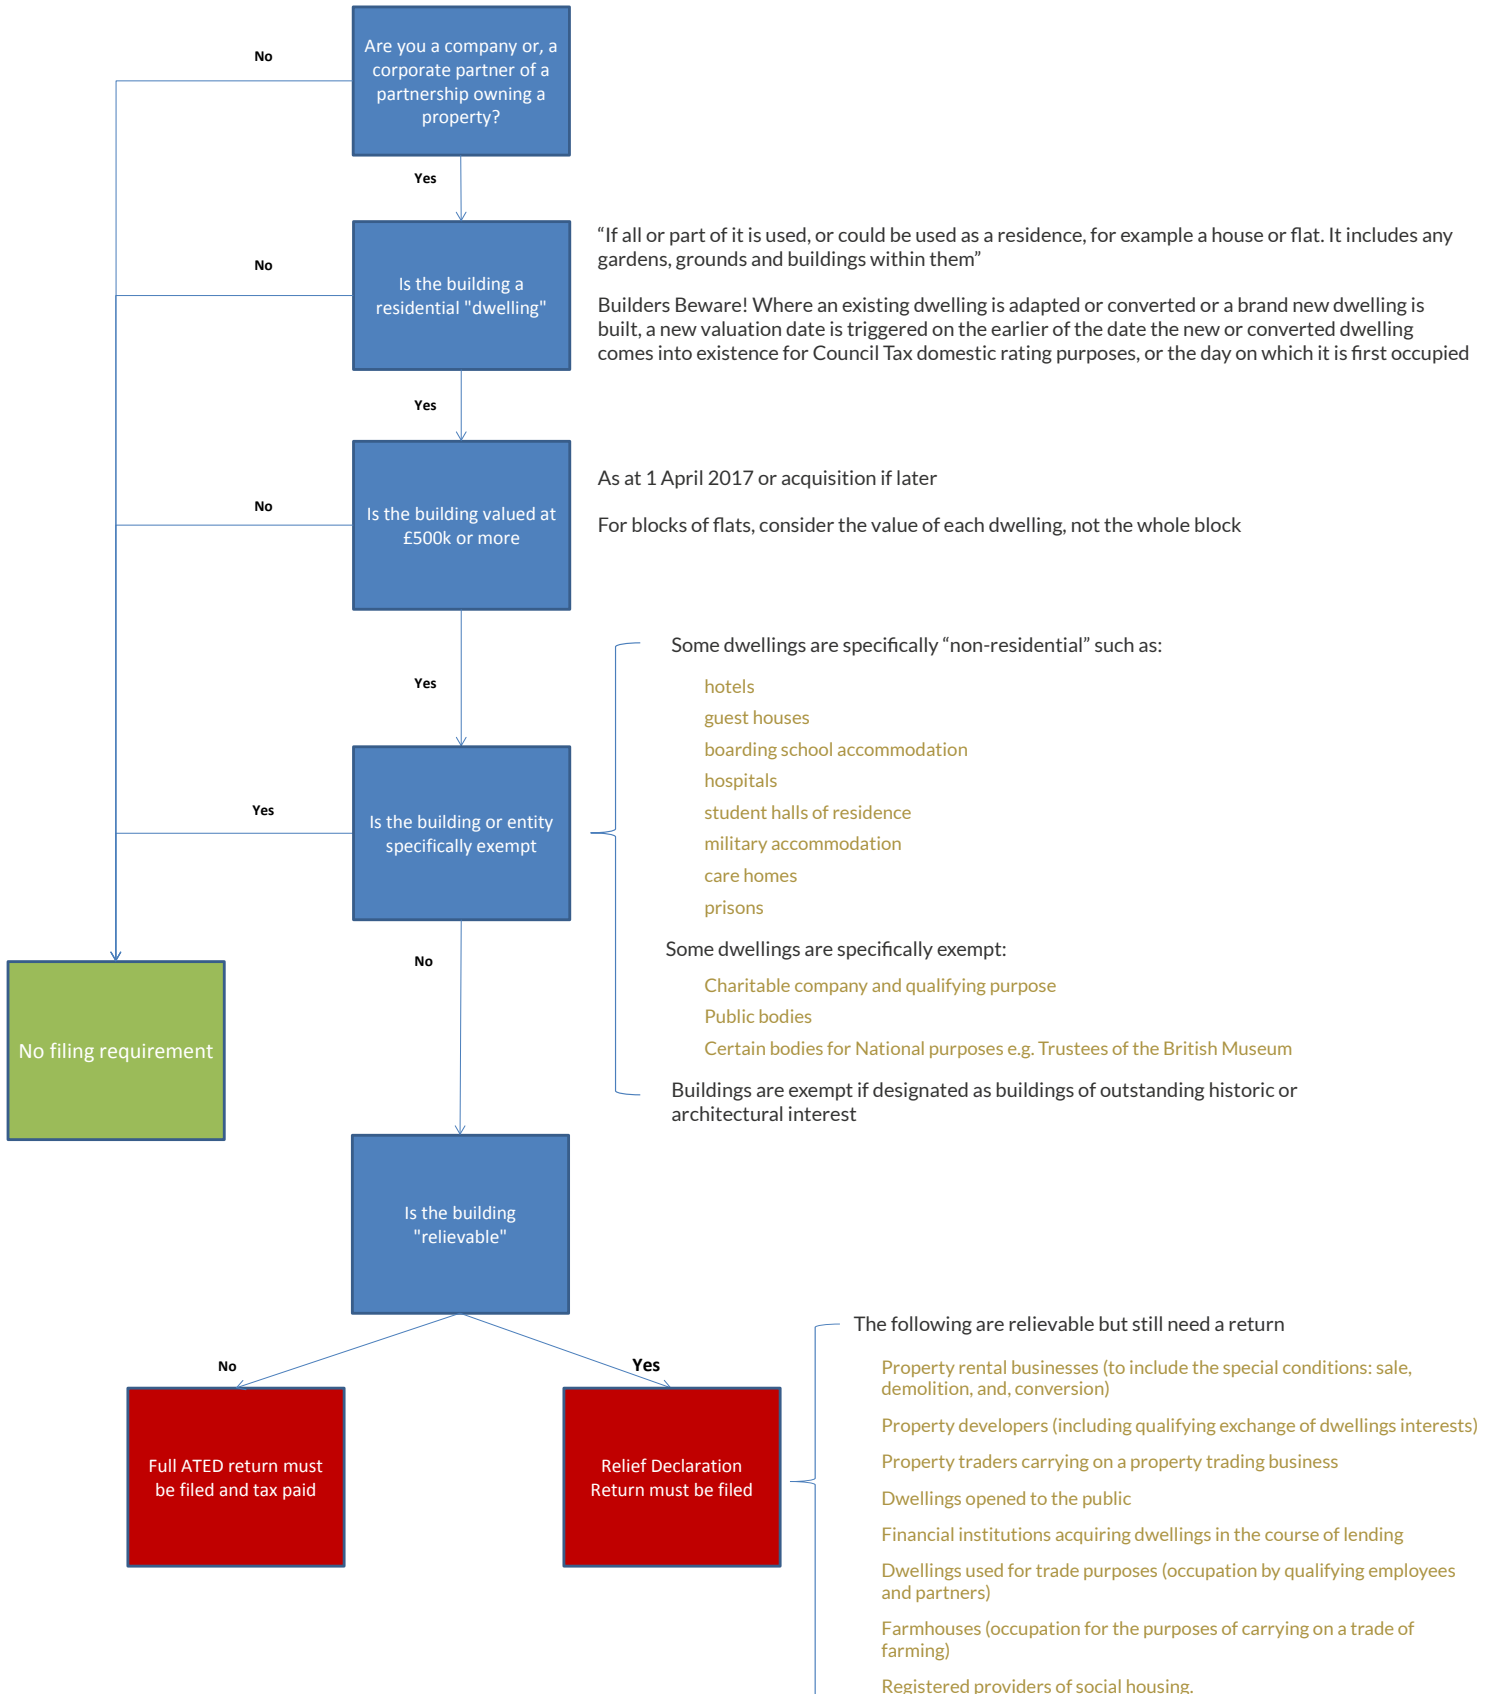 Are you a company or, a
corporate partner of a
partnership owning a
property?
No
Yes
Is the building a
residential "dwelling"
No
Yes
“If all or part of it is used, or could be used as a residence, for example a house or flat. It includes any
gardens, grounds and buildings within them”
Builders Beware! Where an existing dwelling is adapted or converted or a brand new dwelling is
built, a new valuation date is triggered on the earlier of the date the new or converted dwelling
comes into existence for Council Tax domestic rating purposes, or the day on which it is first occupied
Is the building valued at
£500k or more
No
Yes
As at 1 April 2017 or acquisition if later
For blocks of flats, consider the value of each dwelling, not the whole block
Is the building or entity
specifically exempt
Yes
No
Some dwellings are specifically “non-residential” such as:
hotels
guest houses
boarding school accommodation
hospitals
student halls of residence
military accommodation
care homes
prisons
Some dwellings are specifically exempt:
Charitable company and qualifying purpose
Public bodies
Certain bodies for National purposes e.g. Trustees of the British Museum
Buildings are exempt if designated as buildings of outstanding historic or
architectural interest
No filing requirement
Is the building
"relievable"
No
Yes
Full ATED return must
be filed and tax paid
Relief Declaration
Return must be filed
The following are relievable but still need a return
Property rental businesses (to include the special conditions: sale,
demolition, and, conversion)
Property developers (including qualifying exchange of dwellings interests)
Property traders carrying on a property trading business
Dwellings opened to the public
Financial institutions acquiring dwellings in the course of lending
Dwellings used for trade purposes (occupation by qualifying employees
and partners)
Farmhouses (occupation for the purposes of carrying on a trade of
farming)
Registered providers of social housing.